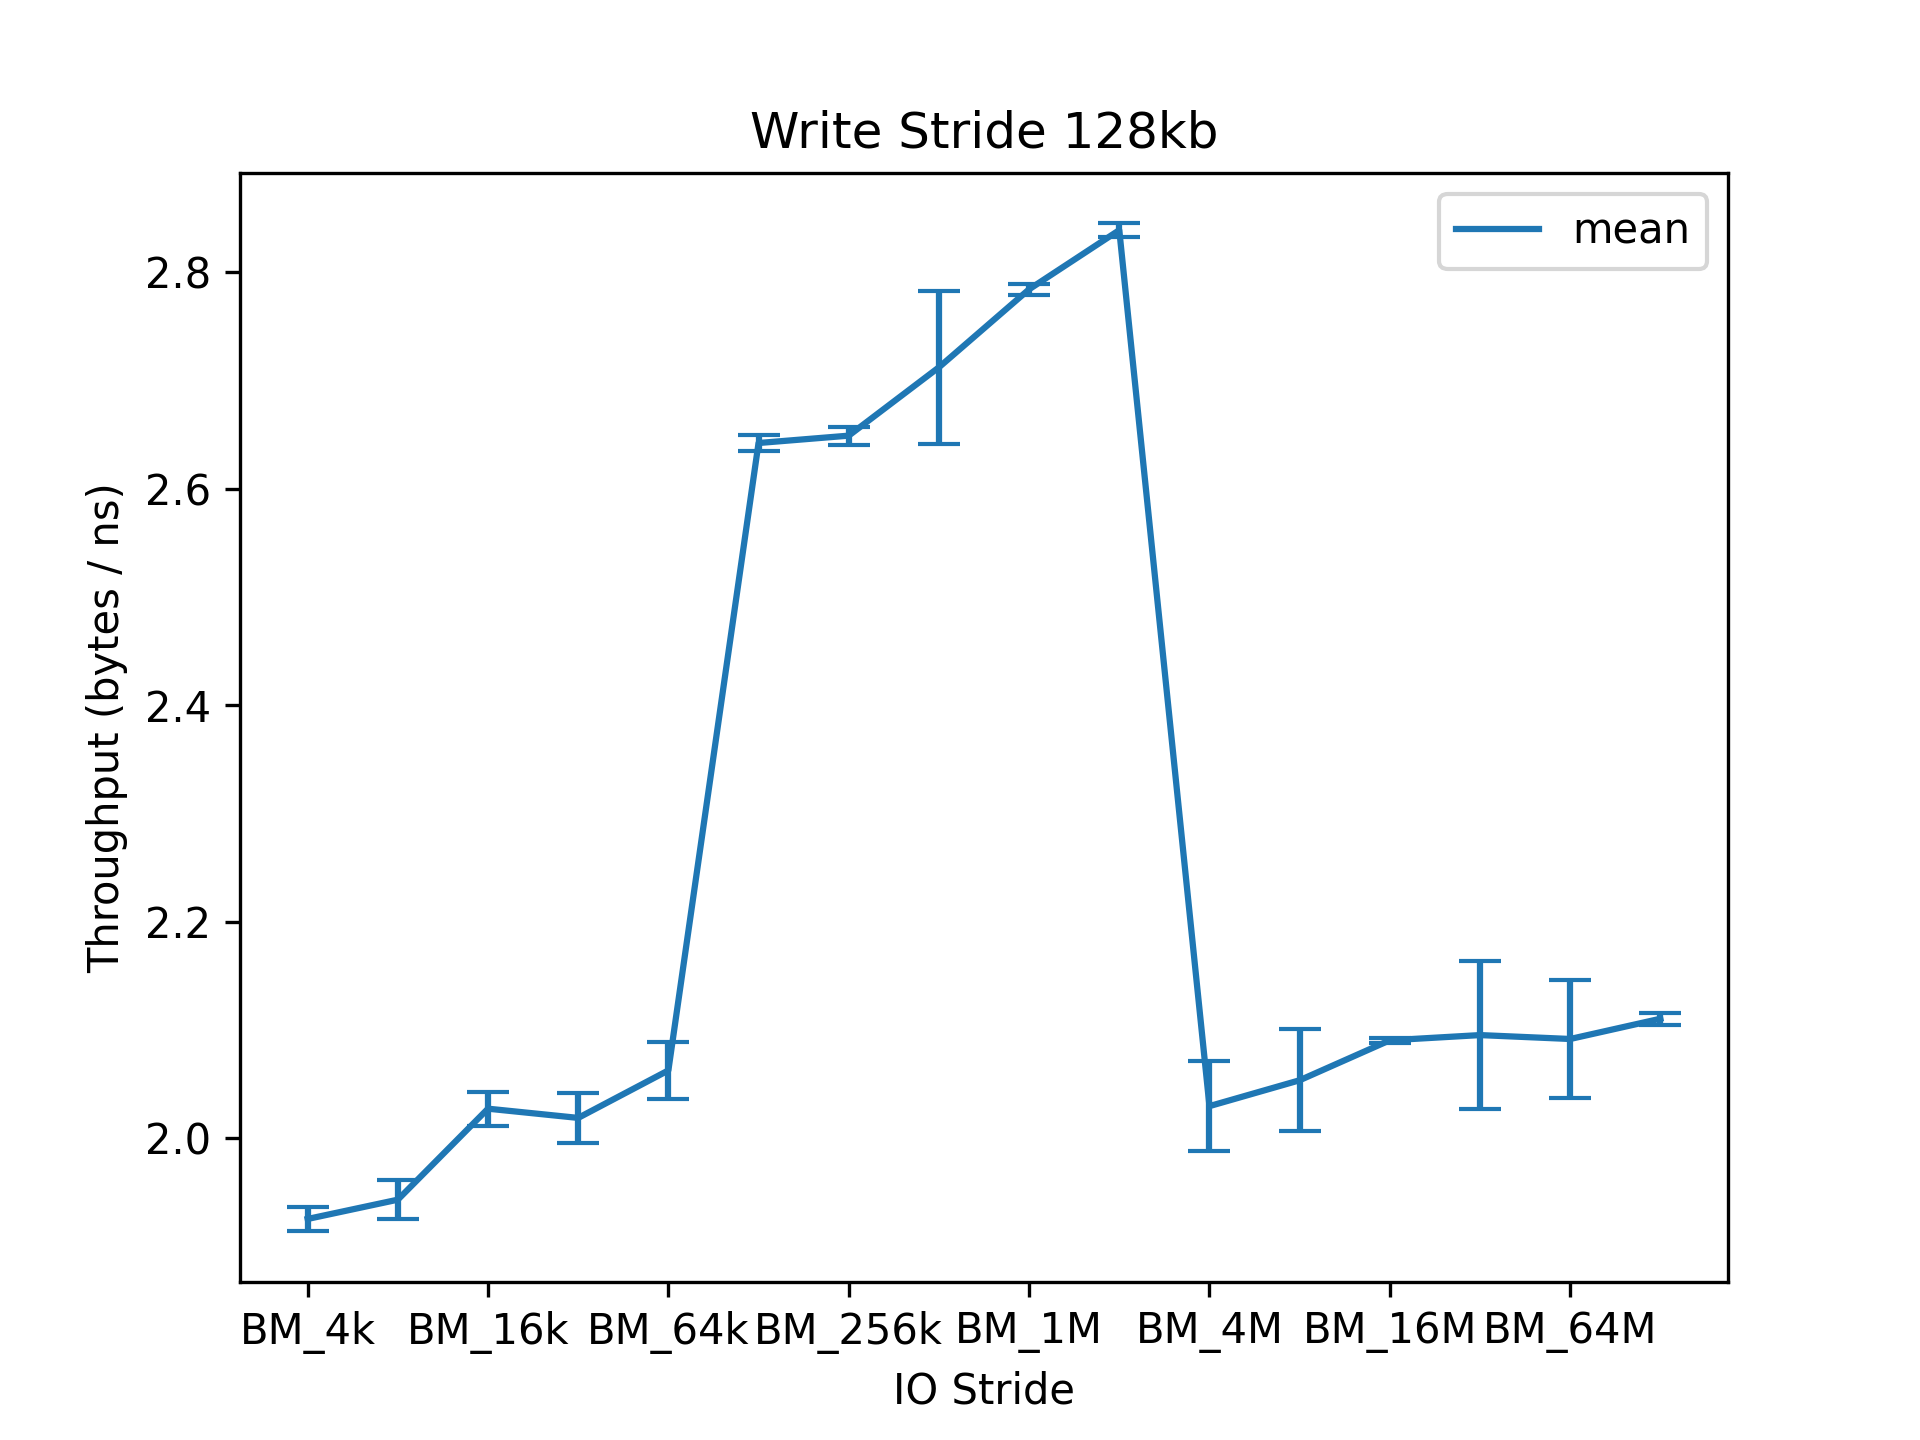 Write Stride 128kb
mean
Throughput (bytes / ns)
2.8
2.6
2.4
2.2
2.0
BM_4k BM_16k BM_64k BM_256k BM_1M BM_4M BM_16M BM_64M
IO Stride